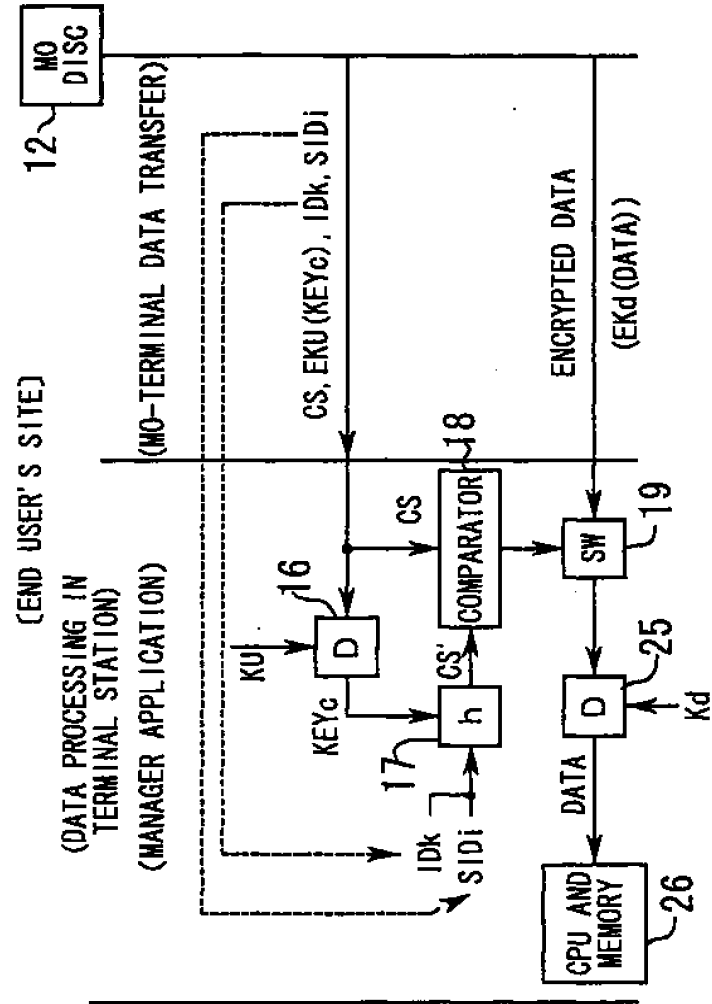 (END USER'S SITE)
(DATA PROCESSING IN
TERMINAL STATION)
(MANAGER APPLICATION)
(MO-TERMINAL DATA TRANSFER)
12
MO
DISC
CS, EKU(KEYc), IDk, SIDi
KU
16
D
CS
KEYc
17
h
CS'
18
COMPARATOR
IDk
SIDi
ENCRYPTED DATA
(EKd(DATA))
SW
19
25
D
Kd
DATA
CPU AND
MEMORY
26